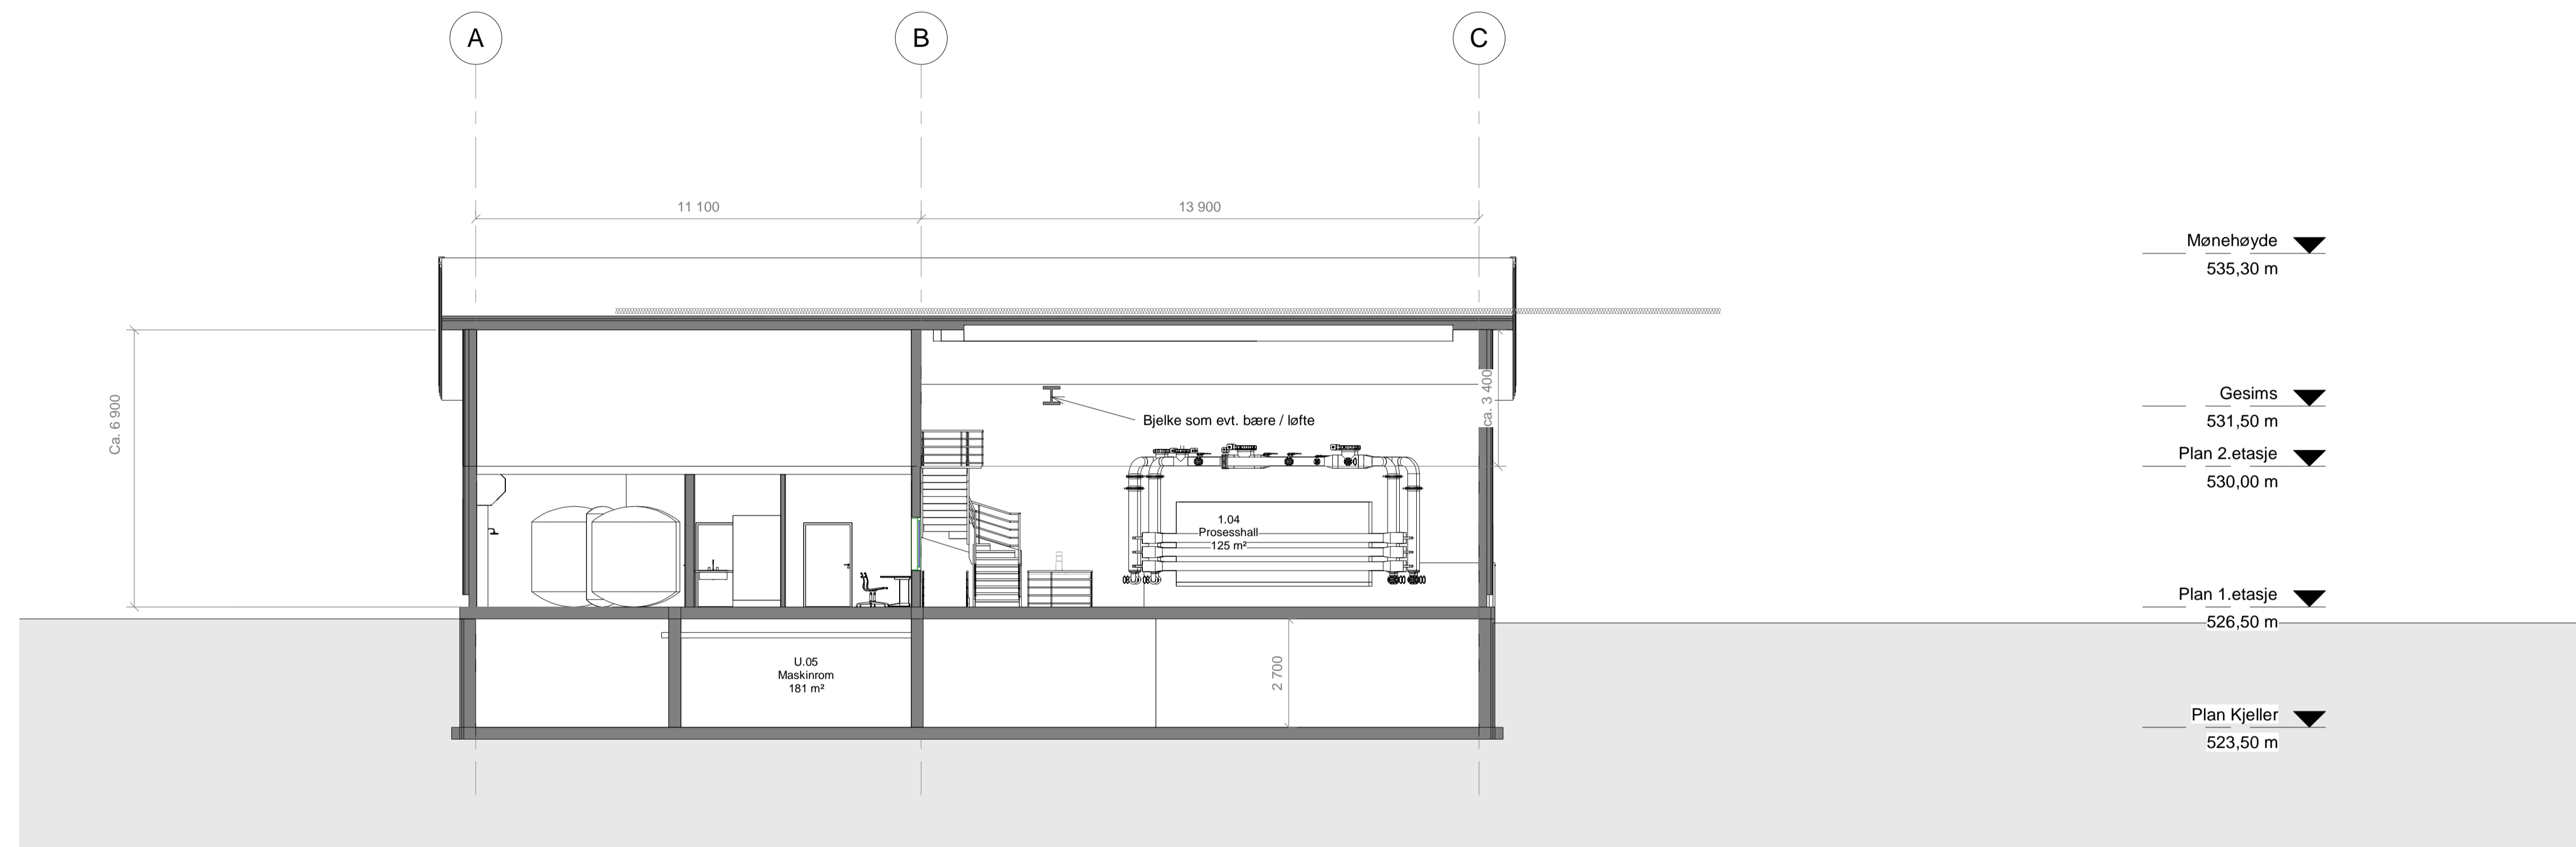 A
B
C
11 100
13 900
Mønehøyde
535,30 m
Ca. 6 900
ca. 3 400
Bjelke som evt. bære / løfte
Gesims
531,50 m
Plan 2.etasje
530,00 m
1.04
Prosesshall
125 m²
Plan 1.etasje
526,50 m
U.05
Maskinrom
181 m²
2 700
Plan Kjeller
523,50 m